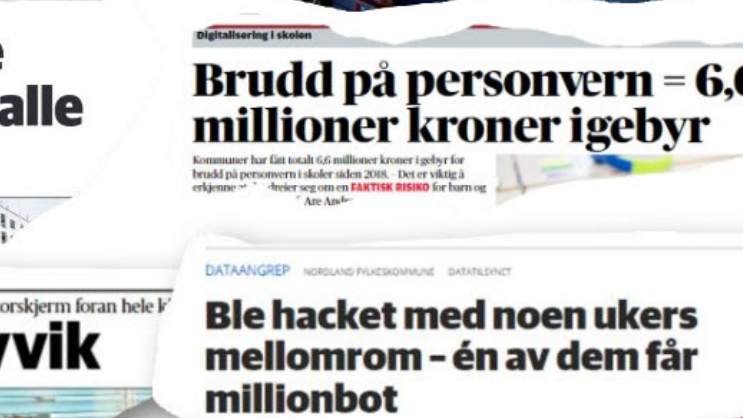 alle
Digitalisering i skolen
Brudd på personvern = 6,
millioner kroner i gebyr
Kommuner har fått totalt 6,6 millioner kroner i gebyr for
brudd på personvern i skoler siden 2018. - Det er viktig å
erkjenne dreier seg om en FAKTISK RISIKO for barn og
Are
DATAANGREP NORDLAND FYLKESKOMMUNE DATATILSYNET
orskjerm foran hele
vik
Ble hacket med noen ukers
mellomrom – én av dem får
millionbot